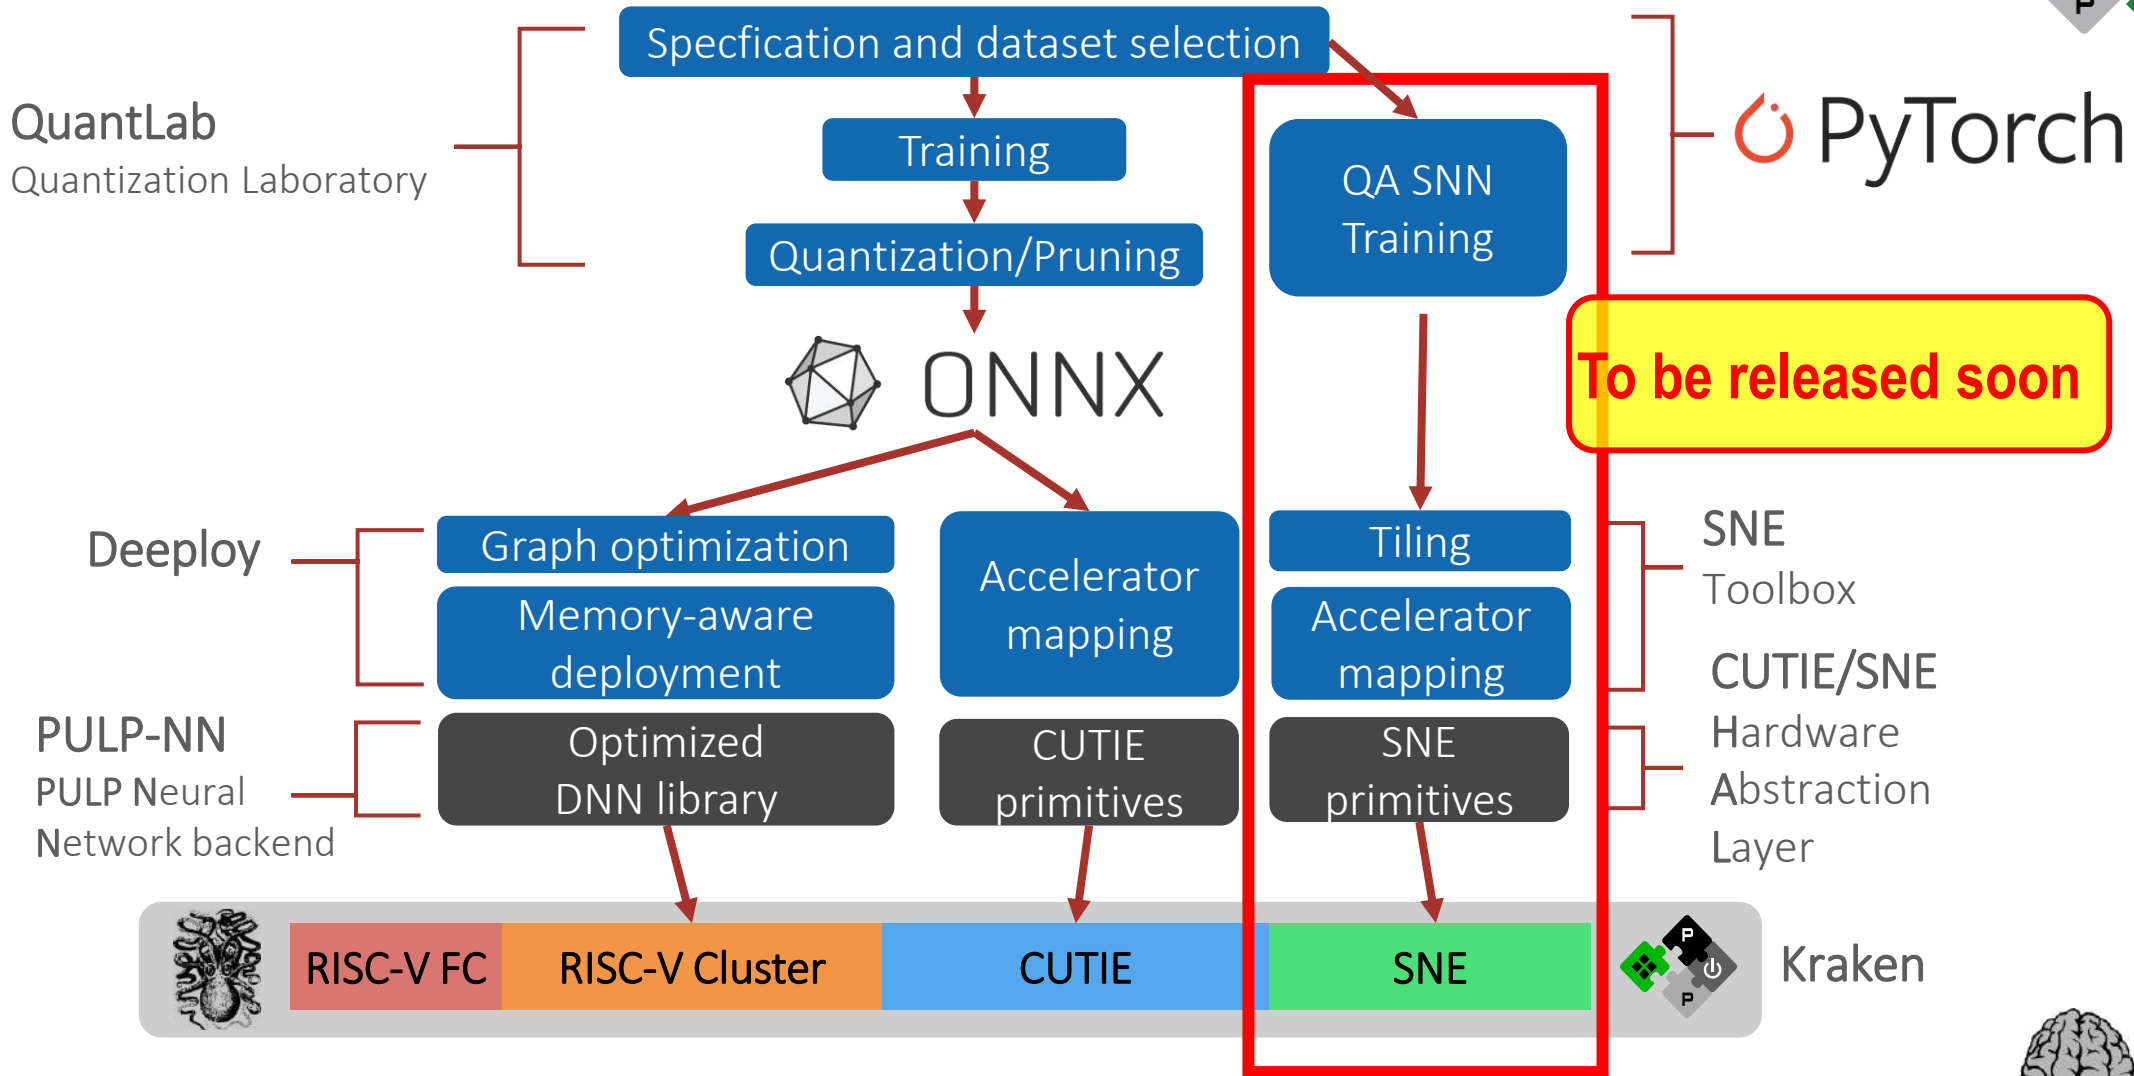 Specfication and dataset selection
QuantLab
Quantization Laboratory
Training
Quantization/Pruning
QA SNN
Training
PyTorch
P
ONNX
To be released soon
Deeploy
Graph optimization
Memory-aware
deployment
Accelerator
mapping
Tiling
Accelerator
mapping
SNE
Toolbox
PULP-NN
PULP Neural
Network backend
Optimized
DNN library
CUTIE
primitives
SNE
primitives
CUTIE/SNE
Hardware
Abstraction
Layer
RISC-V FC
RISC-V Cluster
CUTIE
SNE
P
P
Kraken